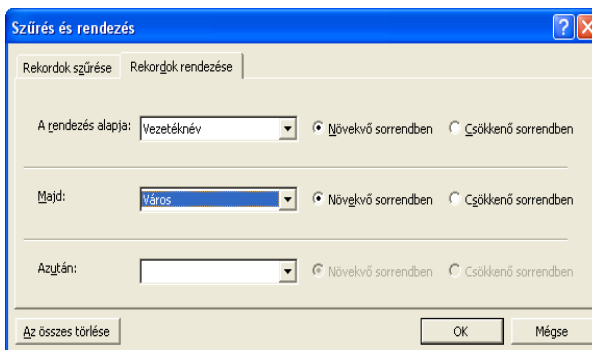 Szűrés és rendezés
Rekordok szűrése Rekordok rendezése
A rendezés alapja: Vezetéknév Növekvő sorrendben Csökkenő sorrendben
Majd: Város Növekvő sorrendben Csökkenő sorrendben
Azután: Növekvő sorrendben Csökkenő sorrendben
Az összes törlése OK Mégse